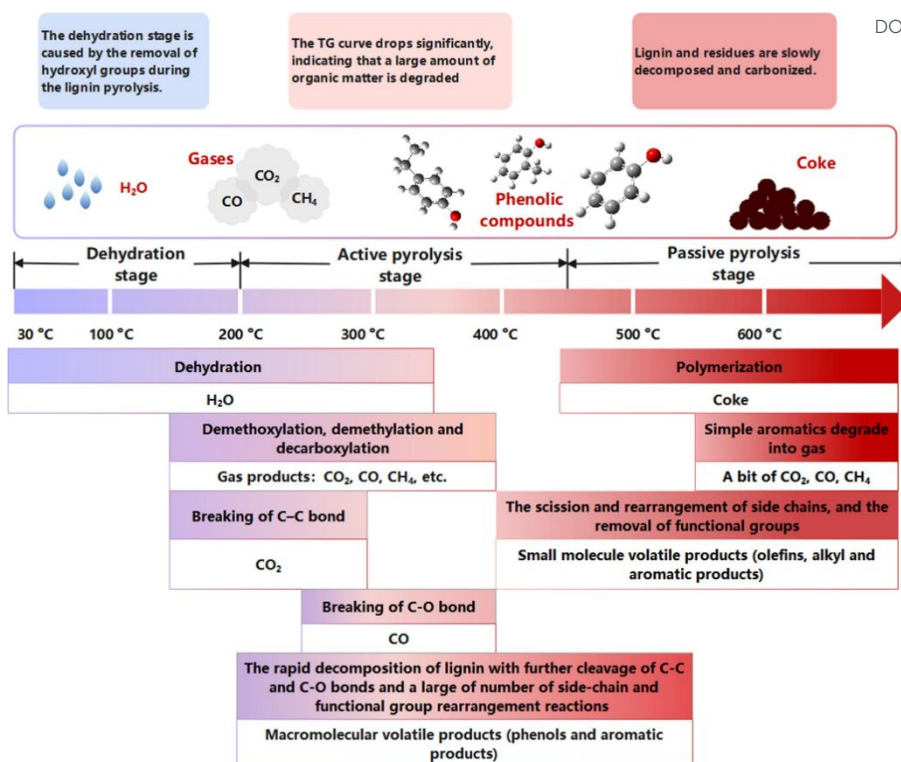 The dehydration stage is
caused by the removal of
hydroxyl groups during
the lignin pyrolysis.
The TG curve drops significantly,
indicating that a large amount of
organic matter is degraded
Lignin and residues are slowly
decomposed and carbonized.
DO
H₂O
Gases
CO
CO₂
CH₄
Phenolic
compounds
Coke
Dehydration
stage
Active pyrolysis
stage
Passive pyrolysis
stage
30 °C
100 °C
200 °C
300 °C
400 °C
500 °C
600 °C
Dehydration
H₂O
Polymerization
Coke
Demethoxylation, demethylation and
decarboxylation
Gas products: CO₂, CO, CH₄, etc.
Simple aromatics degrade
into gas
A bit of CO₂, CO, CH₄
Breaking of C–C bond
CO₂
The scission and rearrangement of side chains, and the
removal of functional groups
Small molecule volatile products (olefins, alkyl and
aromatic products)
Breaking of C-O bond
CO
The rapid decomposition of lignin with further cleavage of C-C
and C-O bonds and a large of number of side-chain and
functional group rearrangement reactions
Macromolecular volatile products (phenols and aromatic
products)